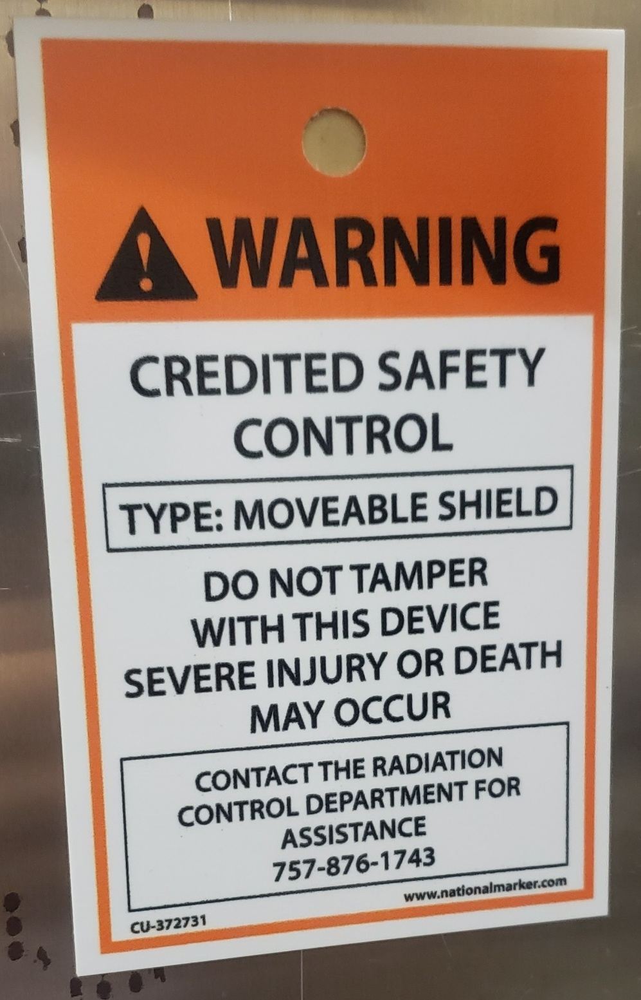 WARNING
CREDITED SAFETY
CONTROL
TYPE: MOVEABLE SHIELD
DO NOT TAMPER
WITH THIS DEVICE
SEVERE INJURY OR DEATH
MAY OCCUR
CONTACT THE RADIATION
CONTROL DEPARTMENT FOR
ASSISTANCE
757-876-1743
www.nationalmarker.com
CU-372731